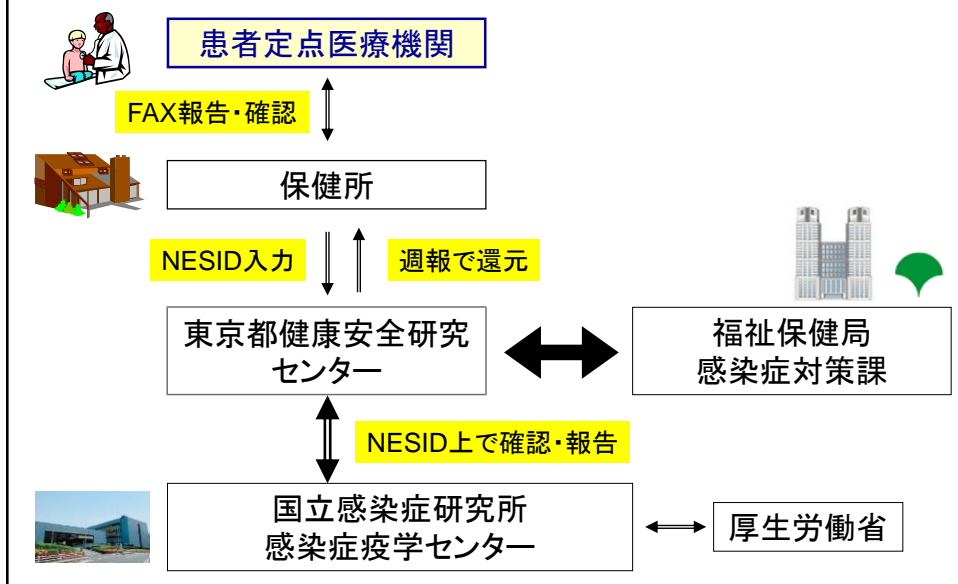 患者定点医療機関
FAX報告・確認
保健所
NESID入力
週報で還元
東京都健康安全研究
センター
福祉保健局
感染症対策課
NESID上で確認・報告
国立感染症研究所
感染症疫学センター
厚生労働省